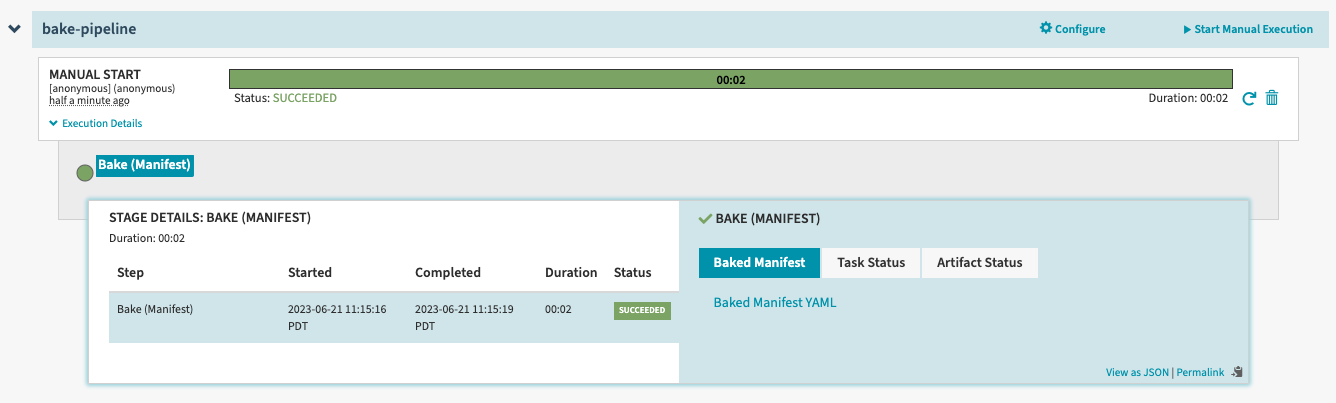 bake-pipeline
Configure
Start Manual Execution
MANUAL START
[anonymous] (anonymous)
half a minute ago
00:02
Status: SUCCEEDED
Duration: 00:02
Execution Details
Bake (Manifest)
STAGE DETAILS: BAKE (MANIFEST)
Duration: 00:02
Step Started Completed Duration Status
Bake (Manifest) 2023-06-21 11:15:16 2023-06-21 11:15:19 00:02 SUCCEEDED
PDT PDT
BAKE (MANIFEST)
Baked Manifest Task Status Artifact Status
Baked Manifest YAML
View as JSON | Permalink